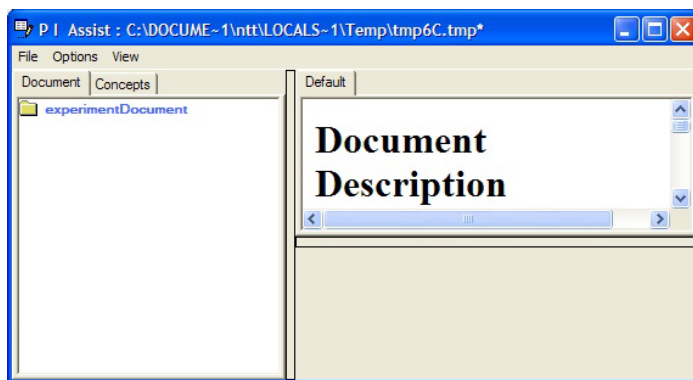 P I Assist : C:\DOCUME~1\ntt\LOCALS~1\Temp\tmp6C.tmp*
File Options View
Document Concepts
Default
experimentDocument
Document
Description